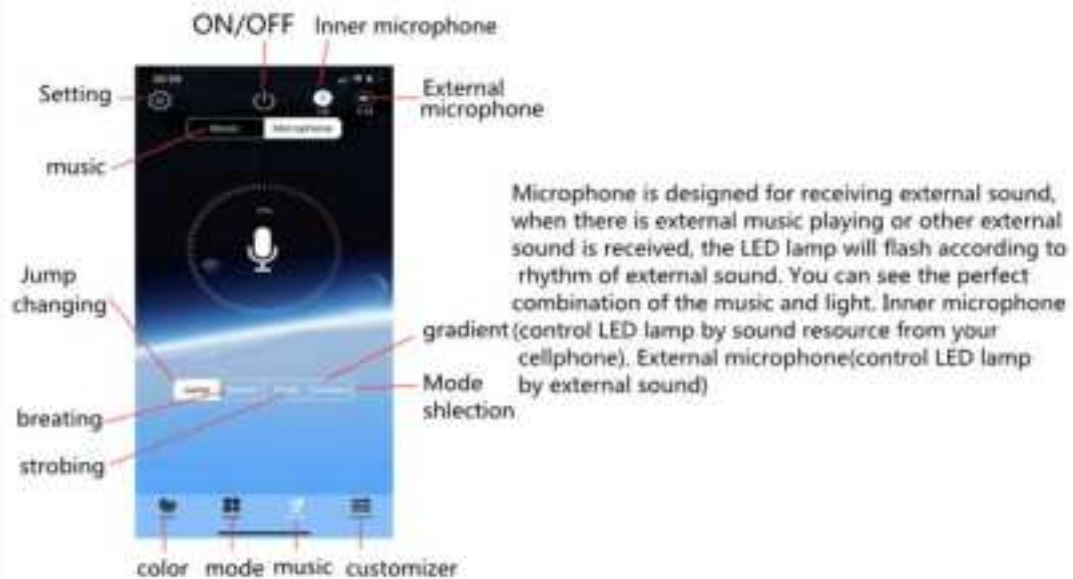 ON/OFF
Inner microphone
Setting
External
microphone
Music
Microphone
music
Microphone is designed for receiving external sound,
when there is external music playing or other external
sound is received, the LED lamp will flash according to
rhythm of external sound. You can see the perfect
combination of the music and light. Inner microphone
(control LED lamp by sound resource from your
cellphone). External microphone(control LED lamp
by external sound)
Jump
changing
gradient
Mode
shlection
Jump
breating
strobing
color
mode
music
customizer